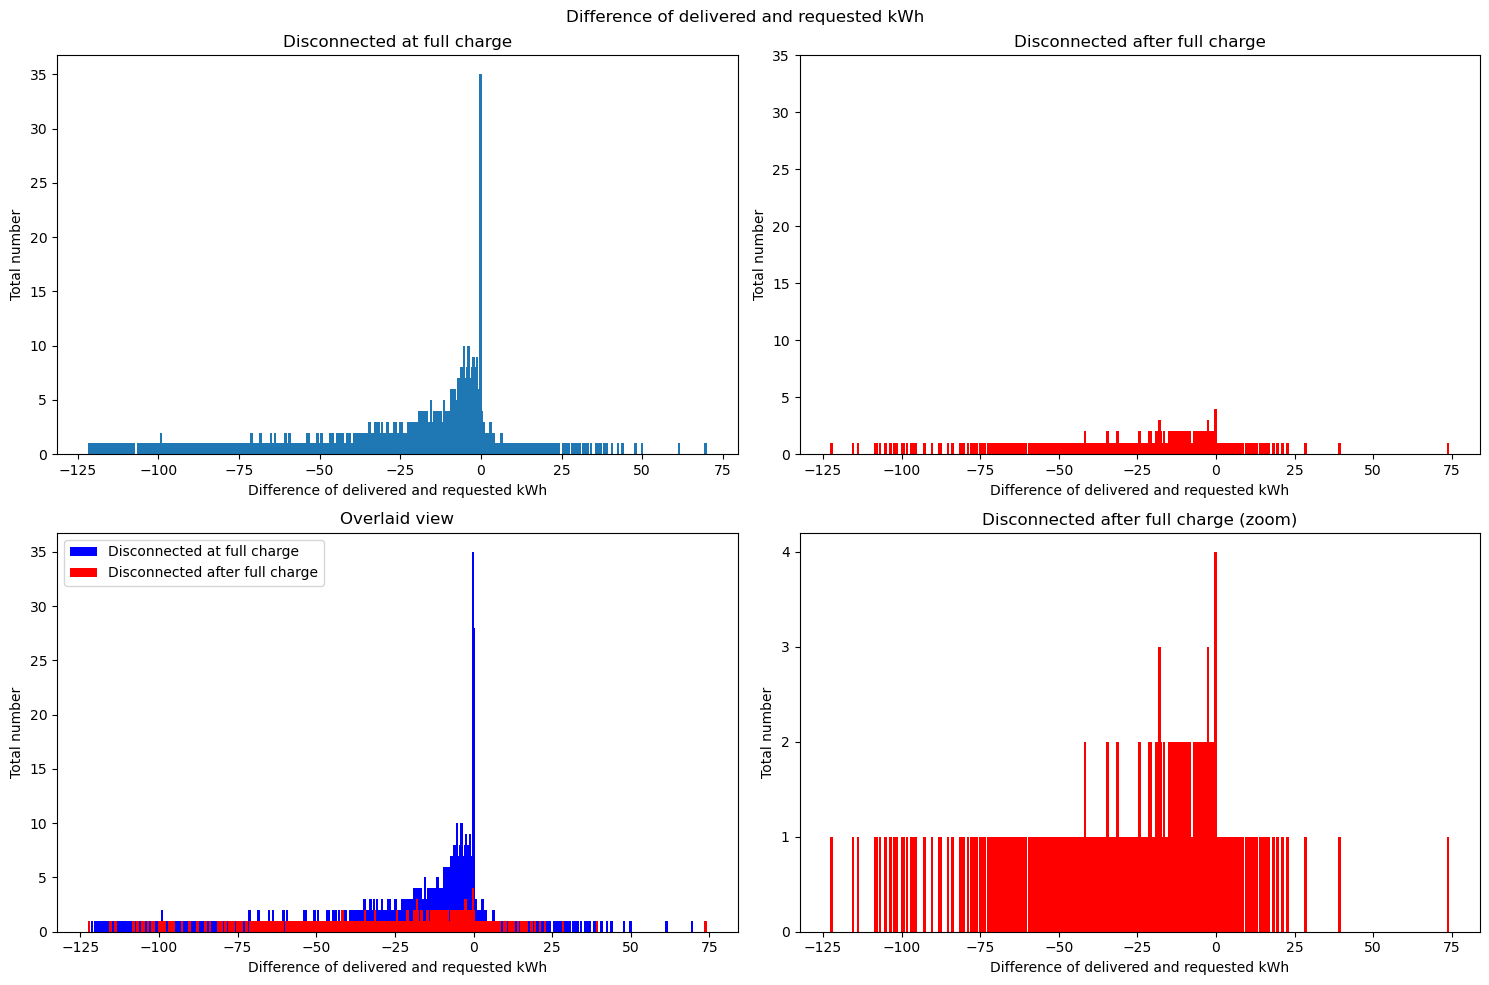 Difference of delivered and requested kWh
Disconnected at full charge
35
30
25
20
15
10
5
0
Total number
−125 −100 −75 −50 −25 0 25 50 75
Difference of delivered and requested kWh
Disconnected after full charge
35
30
25
20
15
10
5
0
Total number
−125 −100 −75 −50 −25 0 25 50 75
Difference of delivered and requested kWh
Overlaid view
Disconnected at full charge
Disconnected after full charge
35
30
25
20
15
10
5
0
Total number
−125 −100 −75 −50 −25 0 25 50 75
Difference of delivered and requested kWh
Disconnected after full charge (zoom)
4
3
2
1
0
Total number
−125 −100 −75 −50 −25 0 25 50 75
Difference of delivered and requested kWh